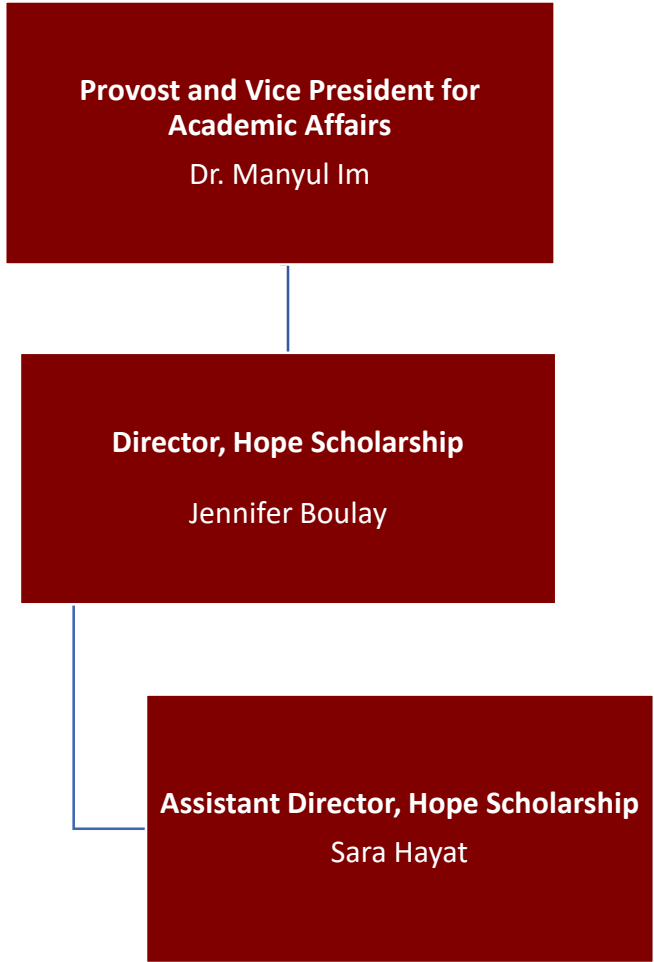 Provost and Vice President for
Academic Affairs
Dr. Manyul Im
Director, Hope Scholarship
Jennifer Boulay
Assistant Director, Hope Scholarship
Sara Hayat